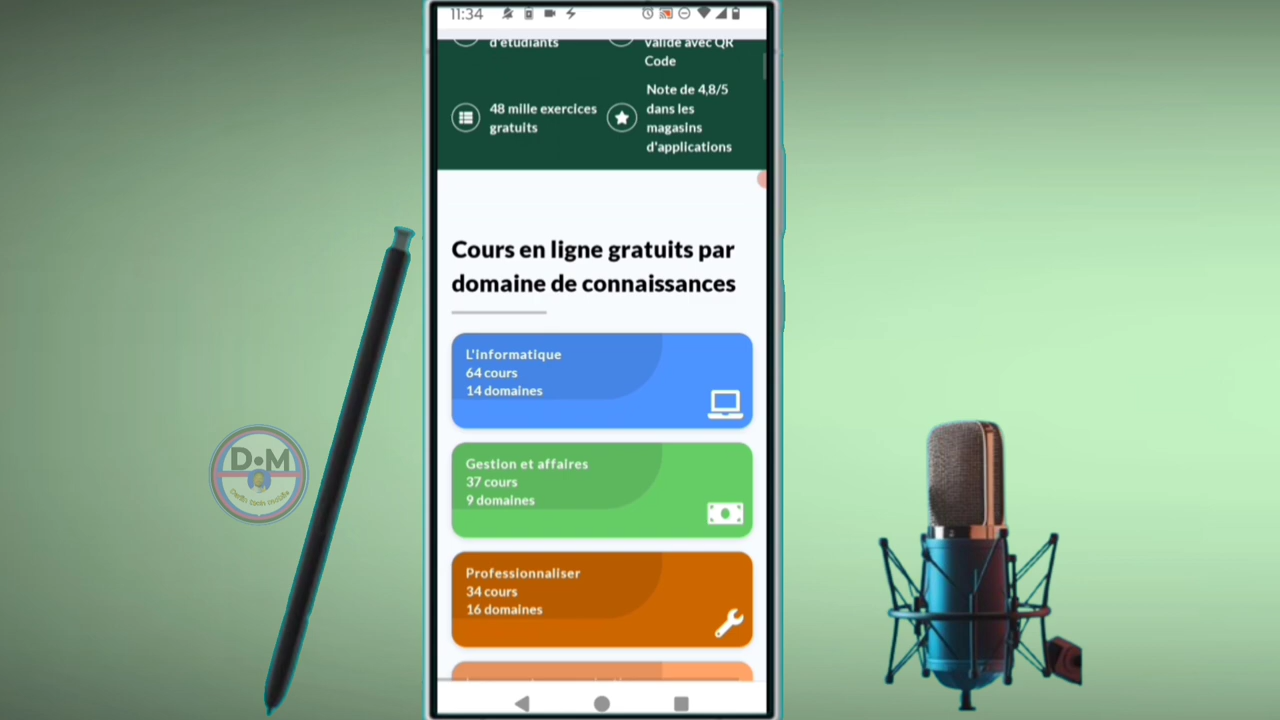 11:34
d'étudiants
valide avec QR
Code
48 mille exercices
gratuits
Note de 4,8/5
dans les
magasins
d'applications
Cours en ligne gratuits par
domaine de connaissances
L'informatique
64 cours
14 domaines
Gestion et affaires
37 cours
9 domaines
Professionnaliser
34 cours
16 domaines
D•M